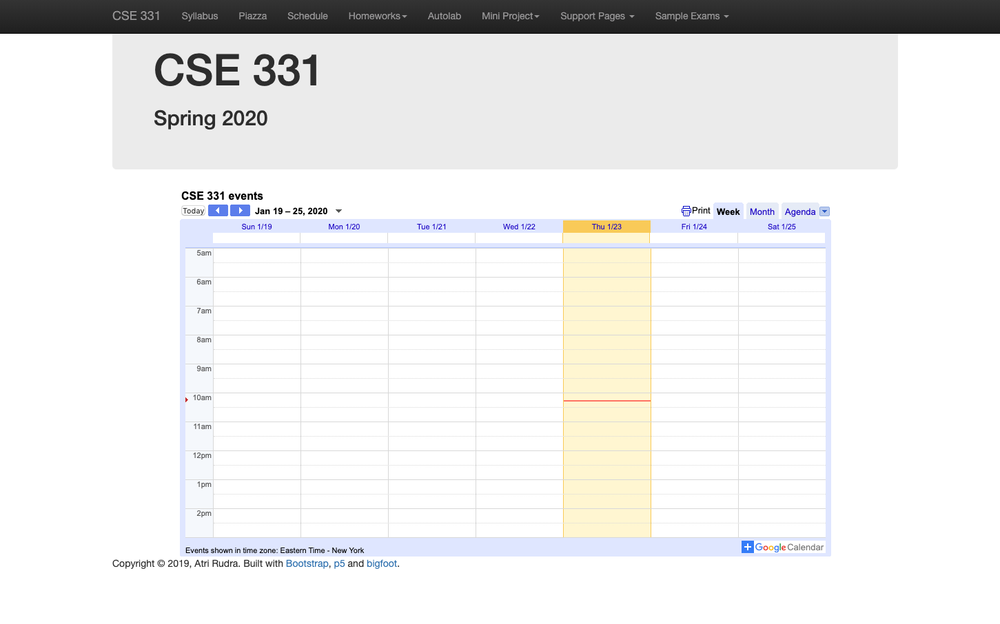 CSE 331 Syllabus Piazza Schedule Homeworks Autolab Mini Project Support Pages Sample Exams
CSE 331
Spring 2020
CSE 331 events
Today Jan 19 – 25, 2020 Print Week Month Agenda
Sun 1/19 Mon 1/20 Tue 1/21 Wed 1/22 Thu 1/23 Fri 1/24 Sat 1/25
5am
6am
7am
8am
9am
10am
11am
12pm
1pm
2pm
Events shown in time zone: Eastern Time - New York
Google Calendar
Copyright © 2019, Atri Rudra. Built with Bootstrap, p5 and bigfoot.